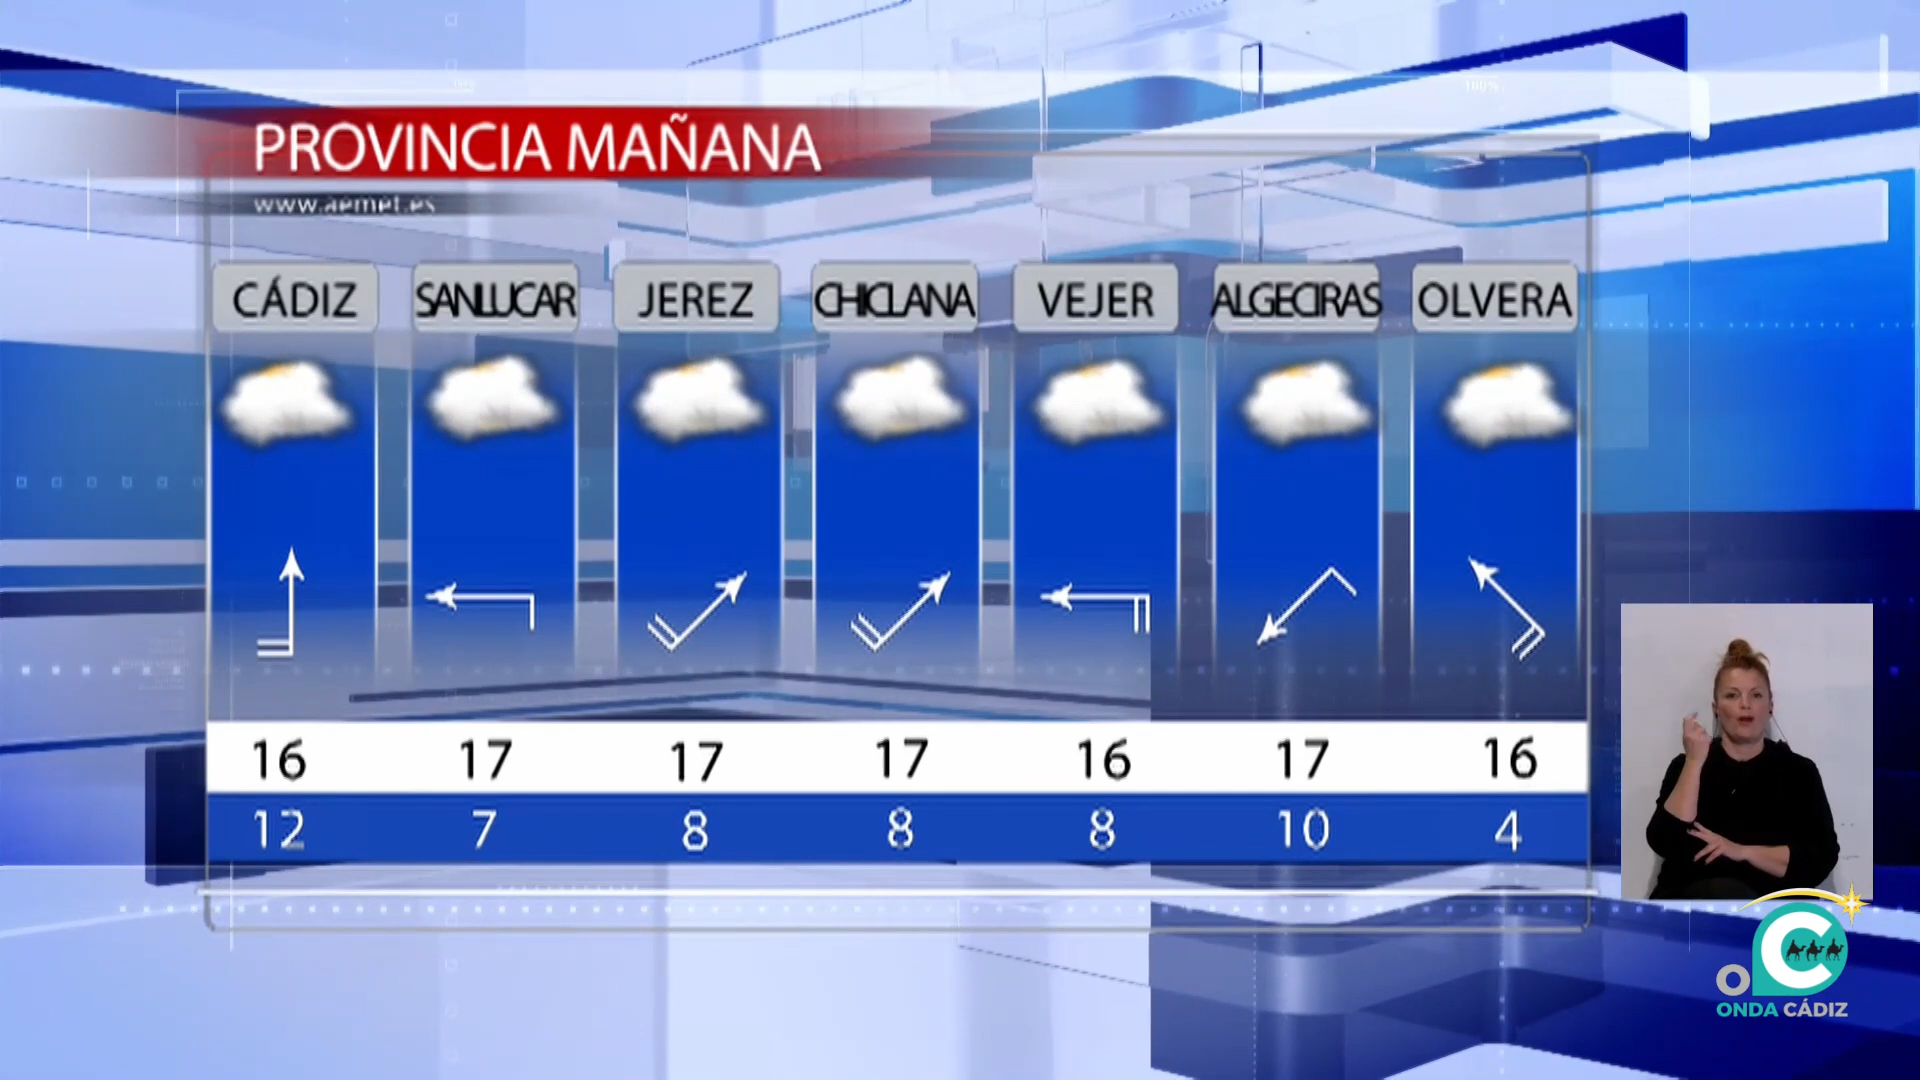 PROVINCIA MAÑANA
www.aemet.es
CÁDIZ SANLUCAR JEREZ CHICLANA VEJER ALGECIRAS OLVERA
16 17 17 17 16 17 16
12 7 8 8 8 10 4
OC
ONDA CÁDIZ